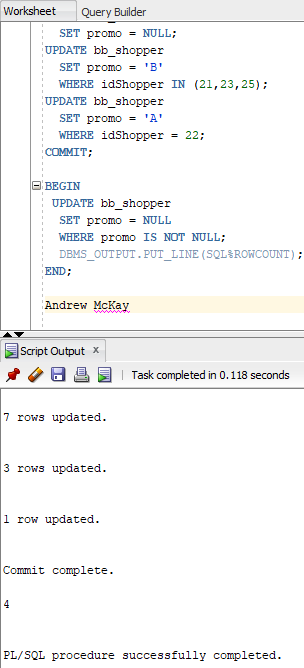 Worksheet Query Builder
SET promo = NULL;
UPDATE bb_shopper
SET promo = 'B'
WHERE idShopper IN (21,23,25);
UPDATE bb_shopper
SET promo = 'A'
WHERE idShopper = 22;
COMMIT;
BEGIN
UPDATE bb_shopper
SET promo = NULL
WHERE promo IS NOT NULL;
DBMS_OUTPUT.PUT_LINE(SQL%ROWCOUNT);
END;
Andrew McKay
Script Output x
Task completed in 0.118 seconds
7 rows updated.
3 rows updated.
1 row updated.
Commit complete.
4
PL/SQL procedure successfully completed.